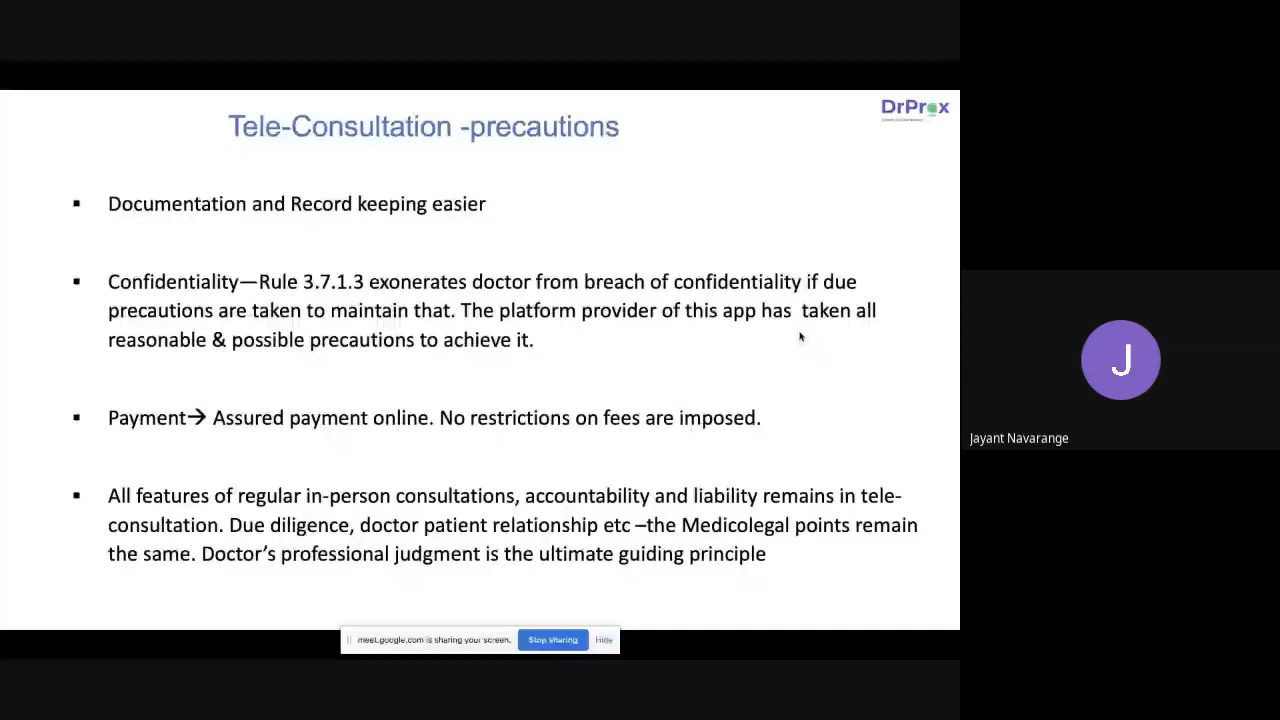 DrProx
Tele-Consultation -precautions
▪ Documentation and Record keeping easier
▪ Confidentiality—Rule 3.7.1.3 exonerates doctor from breach of confidentiality if due
precautions are taken to maintain that. The platform provider of this app has taken all
reasonable & possible precautions to achieve it.
▪ Payment→ Assured payment online. No restrictions on fees are imposed.
▪ All features of regular in-person consultations, accountability and liability remains in tele-
consultation. Due diligence, doctor patient relationship etc –the Medicolegal points remain
the same. Doctor’s professional judgment is the ultimate guiding principle
meet.google.com is sharing your screen. Stop sharing Hide
J
Jayant Navarange